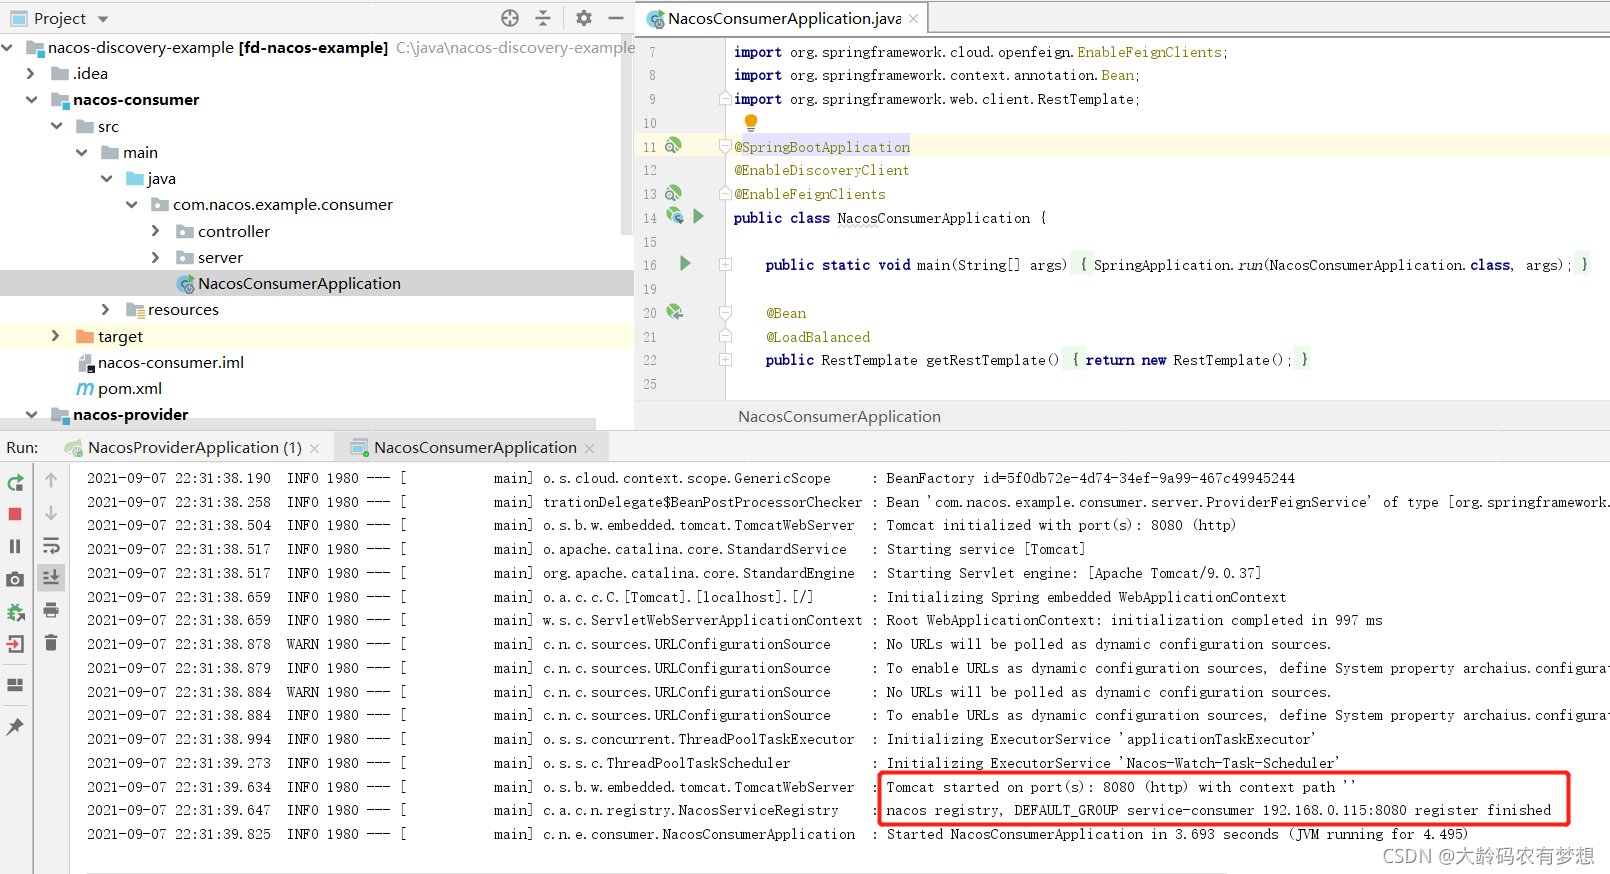 Project
nacos-discovery-example [fd-nacos-example] C:\java\nacos-discovery-example
.idea
nacos-consumer
src
main
java
com.nacos.example.consumer
controller
server
NacosConsumerApplication
resources
target
nacos-consumer.iml
pom.xml
nacos-provider
NacosConsumerApplication.java
7 import org.springframework.cloud.openfeign.EnableFeignClients;
8 import org.springframework.context.annotation.Bean;
9 import org.springframework.web.client.RestTemplate;
10
11 @SpringBootApplication
12 @EnableDiscoveryClient
13 @EnableFeignClients
14 public class NacosConsumerApplication {
15
16 public static void main(String[] args) { SpringApplication.run(NacosConsumerApplication.class, args); }
19
20 @Bean
21 @LoadBalanced
22 public RestTemplate getRestTemplate() { return new RestTemplate(); }
25
NacosConsumerApplication
Run: NacosProviderApplication (1) NacosConsumerApplication
2021-09-07 22:31:38.190 INFO 1980 --- [ main] o.s.cloud.context.scope.GenericScope : BeanFactory id=5f0db72e-4d74-34ef-9a99-467c49945244
2021-09-07 22:31:38.258 INFO 1980 --- [ main] trationDelegate$BeanPostProcessorChecker : Bean 'com.nacos.example.consumer.server.ProviderFeignService' of type [org.springframework.
2021-09-07 22:31:38.504 INFO 1980 --- [ main] o.s.b.w.embedded.tomcat.TomcatWebServer : Tomcat initialized with port(s): 8080 (http)
2021-09-07 22:31:38.517 INFO 1980 --- [ main] o.apache.catalina.core.StandardService : Starting service [Tomcat]
2021-09-07 22:31:38.517 INFO 1980 --- [ main] org.apache.catalina.core.StandardEngine : Starting Servlet engine: [Apache Tomcat/9.0.37]
2021-09-07 22:31:38.659 INFO 1980 --- [ main] o.a.c.c.C.[Tomcat].[localhost].[/] : Initializing Spring embedded WebApplicationContext
2021-09-07 22:31:38.659 INFO 1980 --- [ main] w.s.c.ServletWebServerApplicationContext : Root WebApplicationContext: initialization completed in 997 ms
2021-09-07 22:31:38.878 WARN 1980 --- [ main] c.n.c.sources.URLConfigurationSource : No URLs will be polled as dynamic configuration sources.
2021-09-07 22:31:38.879 INFO 1980 --- [ main] c.n.c.sources.URLConfigurationSource : To enable URLs as dynamic configuration sources, define System property archaius.configura
2021-09-07 22:31:38.884 WARN 1980 --- [ main] c.n.c.sources.URLConfigurationSource : No URLs will be polled as dynamic configuration sources.
2021-09-07 22:31:38.884 INFO 1980 --- [ main] c.n.c.sources.URLConfigurationSource : To enable URLs as dynamic configuration sources, define System property archaius.configura
2021-09-07 22:31:38.994 INFO 1980 --- [ main] o.s.s.concurrent.ThreadPoolTaskExecutor : Initializing ExecutorService 'applicationTaskExecutor'
2021-09-07 22:31:39.273 INFO 1980 --- [ main] o.s.s.c.ThreadPoolTaskScheduler : Initializing ExecutorService 'Nacos-Watch-Task-Scheduler'
2021-09-07 22:31:39.634 INFO 1980 --- [ main] o.s.b.w.embedded.tomcat.TomcatWebServer : Tomcat started on port(s): 8080 (http) with context path ''
2021-09-07 22:31:39.647 INFO 1980 --- [ main] c.a.c.n.registry.NacosServiceRegistry : nacos registry, DEFAULT_GROUP service-consumer 192.168.0.115:8080 register finished
2021-09-07 22:31:39.825 INFO 1980 --- [ main] c.n.e.consumer.NacosConsumerApplication : Started NacosConsumerApplication in 3.693 seconds (JVM running for 4.495)
CSDN @大龄码农有梦想